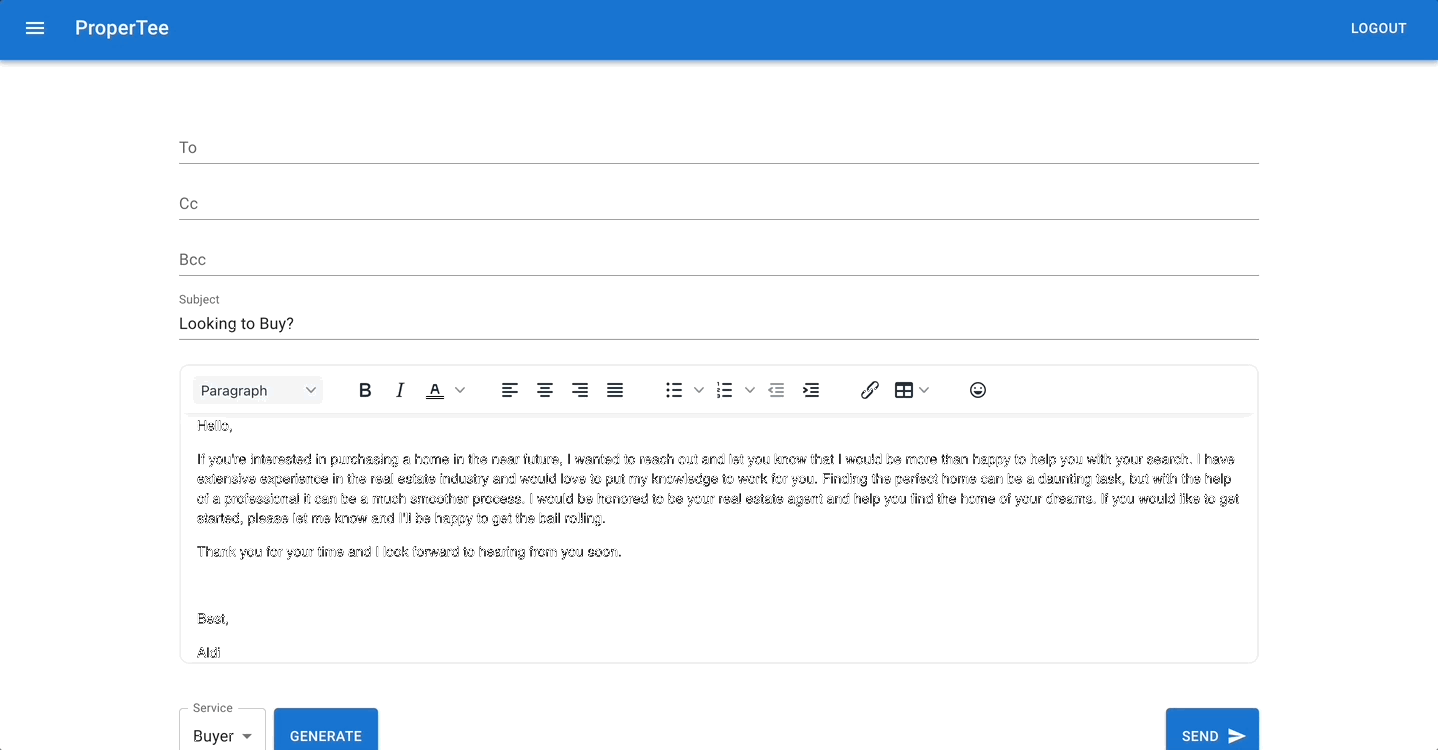 ProperTee
LOGOUT
To
Cc
Bcc
Subject
Looking to Buy?
Paragraph
Hello,
If you're interested in purchasing a home in the near future, I wanted to reach out and let you know that I would be more than happy to help you with your search. I have
extensive experience in the real estate industry and would love to put my knowledge to work for you. Finding the perfect home can be a daunting task, but with the help
of a professional it can be a much smoother process. I would be honored to be your real estate agent and help you find the home of your dreams. If you would like to get
started, please let me know and I'll be happy to get the ball rolling.
Thank you for your time and I look forward to hearing from you soon.
Best,
Aldi
Service
Buyer
GENERATE
SEND